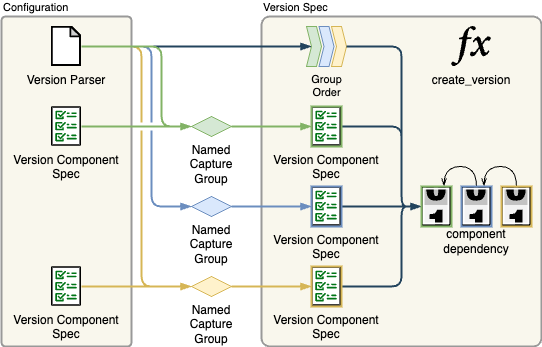 Configuration
Version Spec
Version Parser
Group
Order
fx
create_version
Version Component
Spec
Named
Capture
Group
Version Component
Spec
Named
Capture
Group
Version Component
Spec
component
dependency
Version Component
Spec
Named
Capture
Group
Version Component
Spec